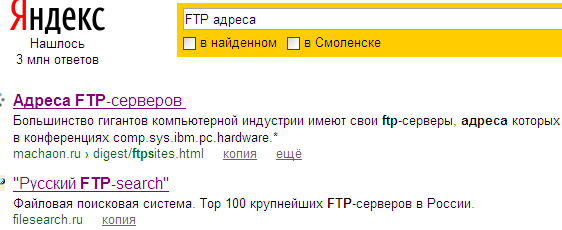 Яндекс
FTP адреса
Нашлось
3 млн ответов
в найденном в Смоленске
Адреса FTP-серверов
Большинство гигантов компьютерной индустрии имеют свои ftp-серверы, адреса которых
в конференциях comp.sys.ibm.pc.hardware.*
machaon.ru › digest/ftpsites.html копия ещё
"Русский FTP-search"
Файловая поисковая система. Top 100 крупнейших FTP-серверов в России.
filesearch.ru копия